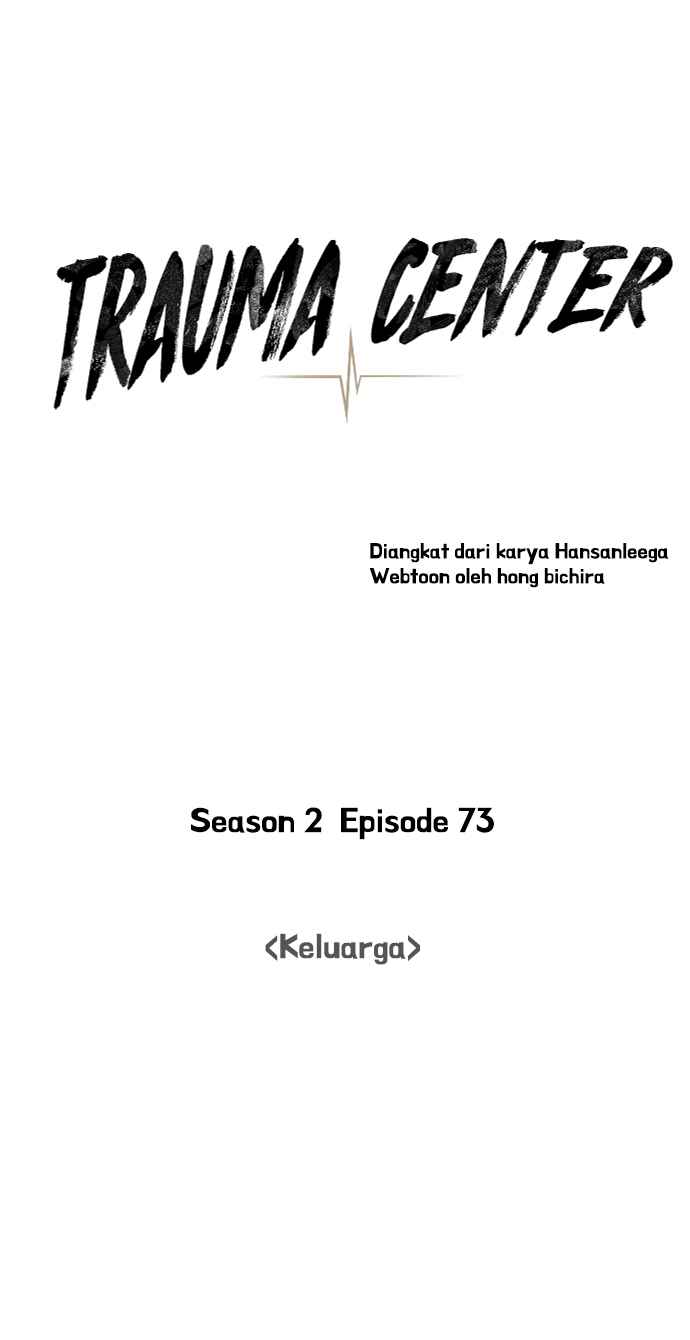 TRAUMA CENTER
Diangkat dari karya Hansanleega
Webtoon oleh hong bichira
Season 2 Episode 73
<Keluarga>